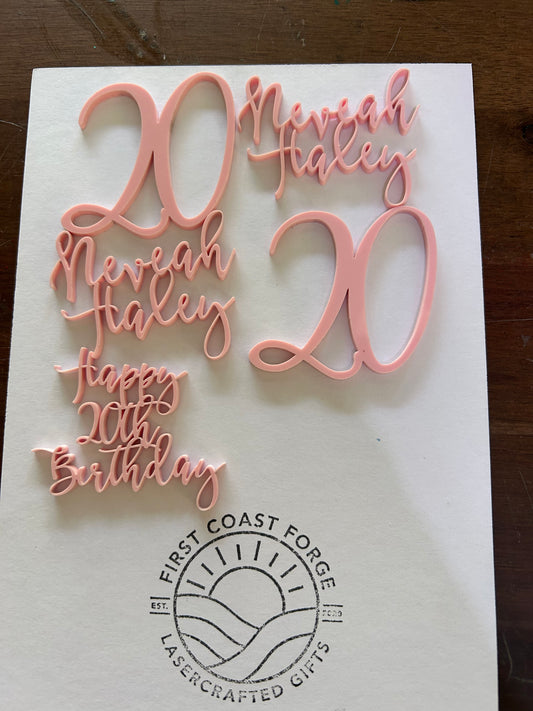 20
Neveah
Haley
Neveah
Haley
20
Happy
20th
Birthday
FIRST COAST FORGE
EST. 2020
LASERCRAFTED GIFTS